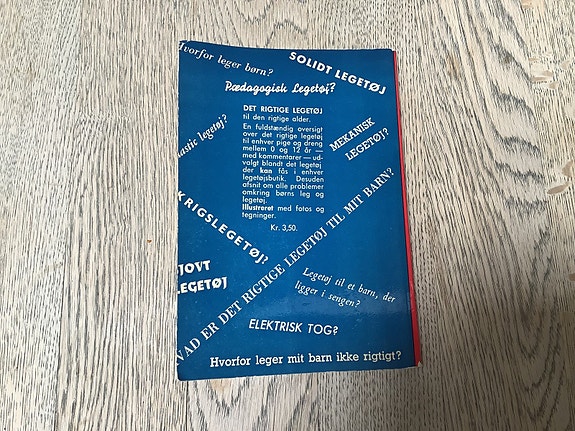 Hvorfor leger børn?
SOLIDT LEGETØJ
Pædagogisk Legetøj?
DET RIGTIGE LEGETØJ
til den rigtige alder.
En fuldstændig oversigt
over det rigtige legetøj
til enhver pige og dreng
mellem 0 og 12 år —
med kommentarer — ud-
valgt blandt det legetøj
der kan fås i enhver
legetøjsbutik. Desuden
afsnit om alle problemer
omkring børns leg og
legetøj.
Illustreret med fotos og
tegninger.
Kr. 3,50.
legetøj?
MEKANISK
LEGETØJ?
KRIGSLEGETØJ?
SJOVT
LEGETØJ
HVAD ER DET RIGTIGE LEGETØJ TIL MIT BARN?
Legetøj til et barn, der
ligger i sengen?
ELEKTRISK TOG?
Hvorfor leger mit barn ikke rigtigt?